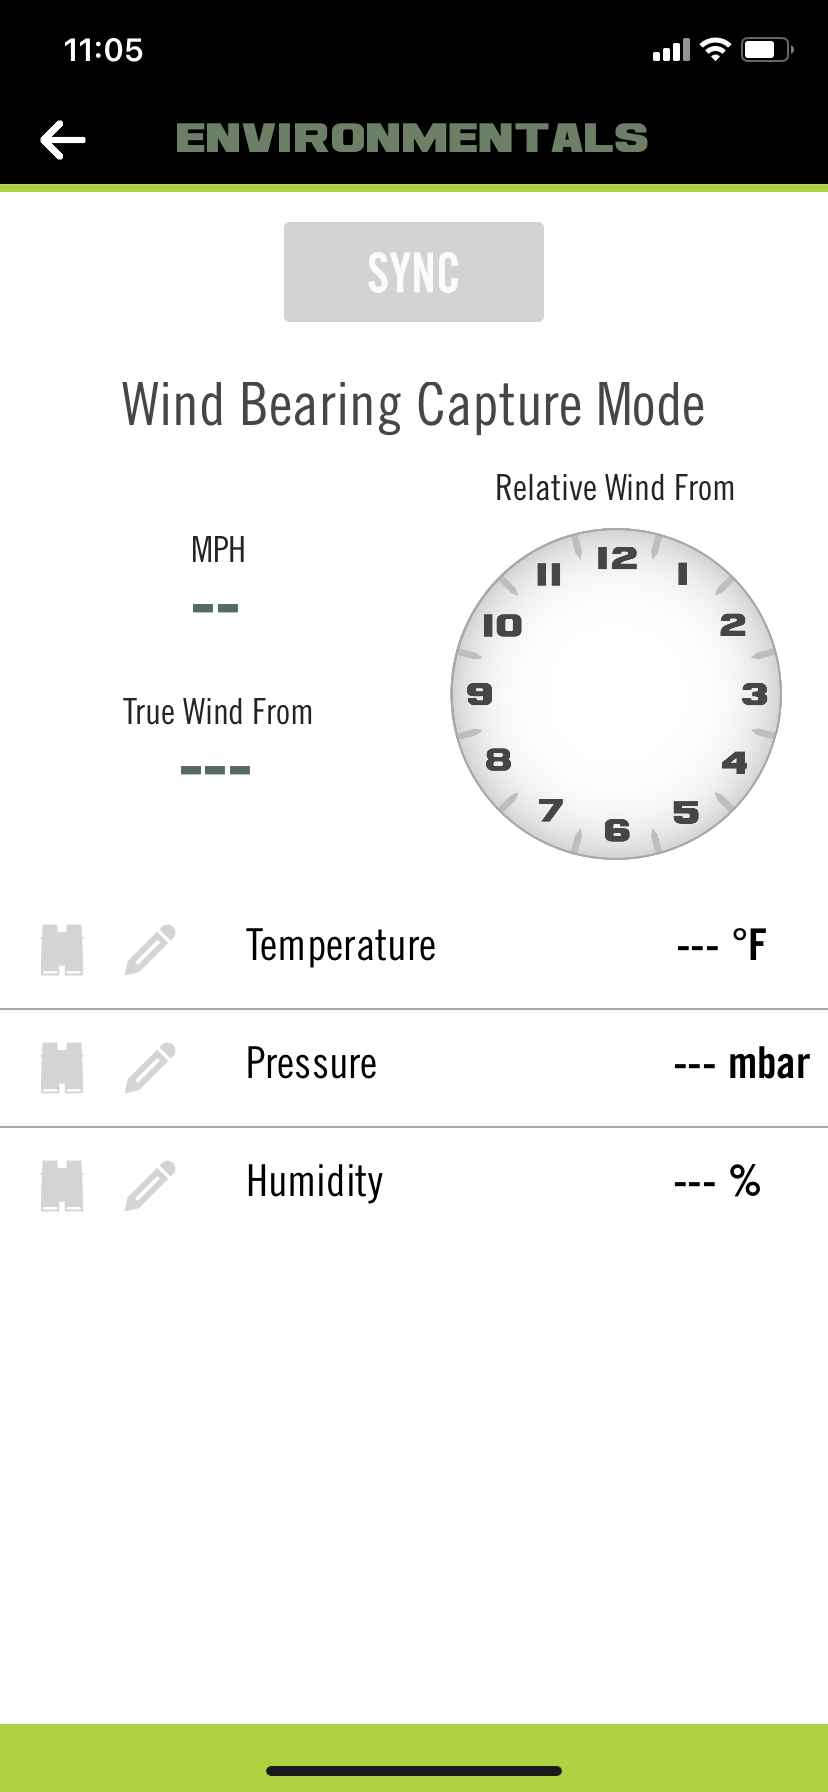 11:05
ENVIRONMENTALS
SYNC
Wind Bearing Capture Mode
Relative Wind From
MPH
--
True Wind From
---
12
1
2
3
4
5
6
7
8
9
10
11
Temperature --- °F
Pressure --- mbar
Humidity --- %